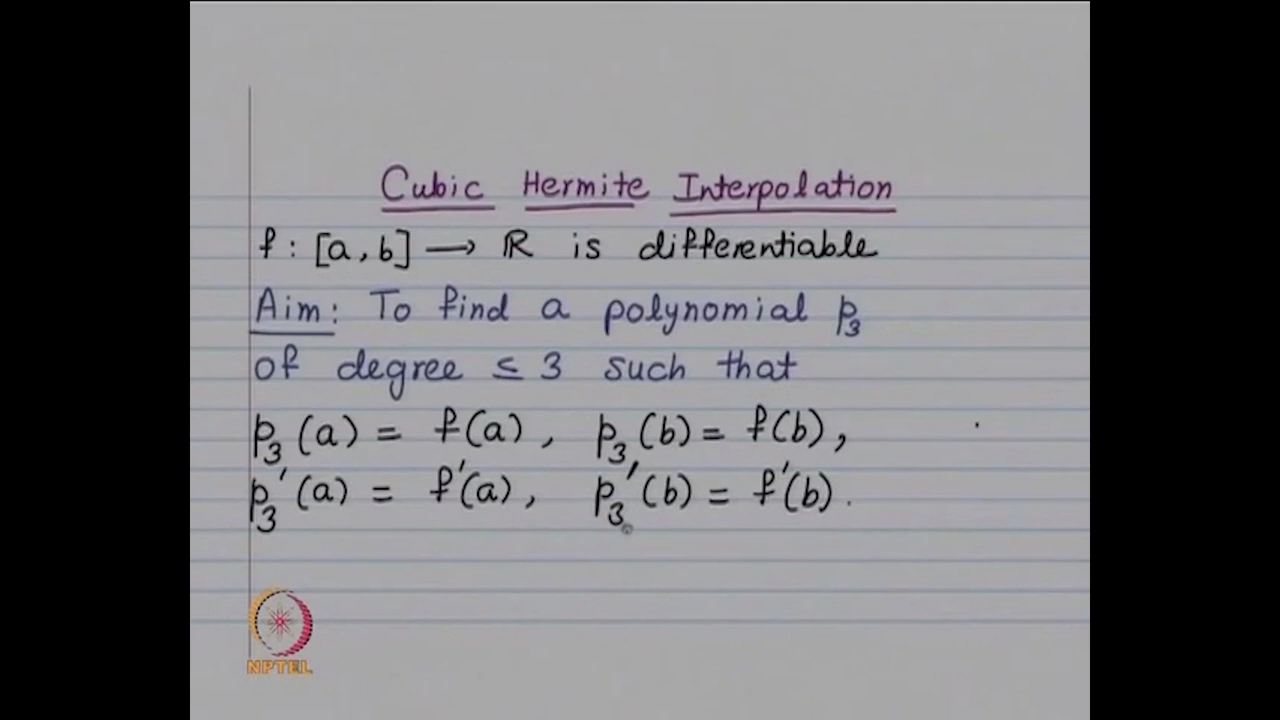 Cubic Hermite Interpolation
f : [a, b] ⟶ ℝ is differentiable
Aim: To find a polynomial p₃
of degree ≤ 3 such that
p₃(a) = f(a), p₃(b) = f(b),
p₃′(a) = f′(a), p₃′(b) = f′(b).
NPTEL